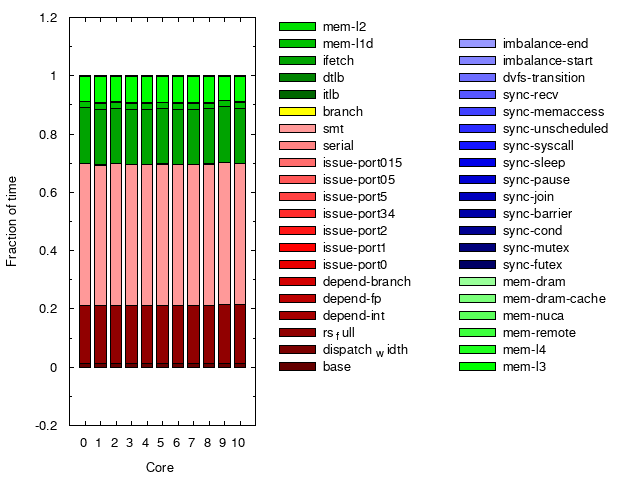 1.2
1
0.8
0.6
0.4
0.2
0
-0.2
Fraction of time
0 1 2 3 4 5 6 7 8 9 10
Core
mem-l2
mem-l1d
ifetch
dtlb
itlb
branch
smt
serial
issue-port015
issue-port05
issue-port5
issue-port34
issue-port2
issue-port1
issue-port0
depend-branch
depend-fp
depend-int
rsfull
dispatchwidth
base
imbalance-end
imbalance-start
dvfs-transition
sync-recv
sync-memaccess
sync-unscheduled
sync-syscall
sync-sleep
sync-pause
sync-join
sync-barrier
sync-cond
sync-mutex
sync-futex
mem-dram
mem-dram-cache
mem-nuca
mem-remote
mem-l4
mem-l3